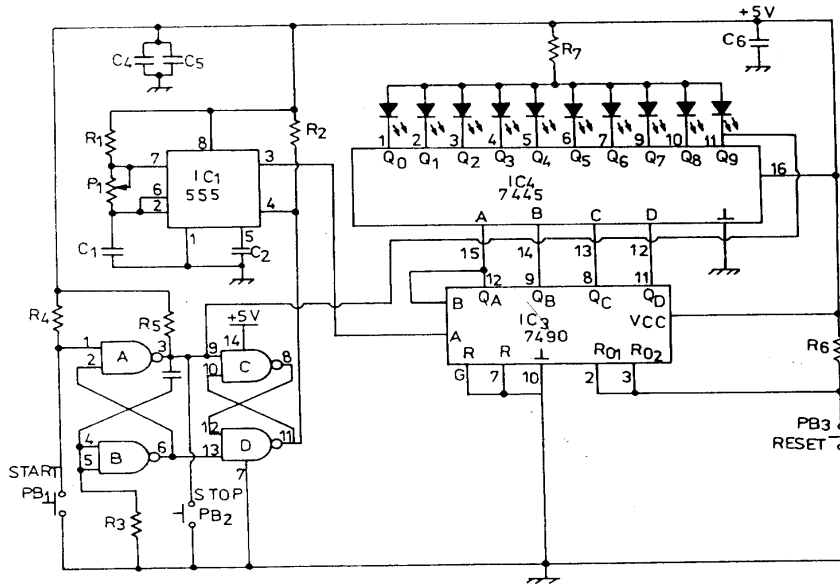 +5V
C4 C5
C6
R7
R1
R2
8
7
3
P1
IC1
555
6
2
4
1
5
C1
C2
1 2 3 4 5 6 7 9 10 11
Q0 Q1 Q2 Q3 Q4 Q5 Q6 Q7 Q8 Q9
IC4
7445
16
A B C D ⊥
15 14 13 12
12 9 8 11
B QA QB QC QD
IC3
7490
VCC
A
R R ⊥ R01 R02
G 7 10 2 3
R6
PB3
RESET
R4
R5
+5V
14
1
2
A
3
9
10
C
8
4
5
B
6
12
13
D
11
7
START
PB1
R3
STOP
PB2